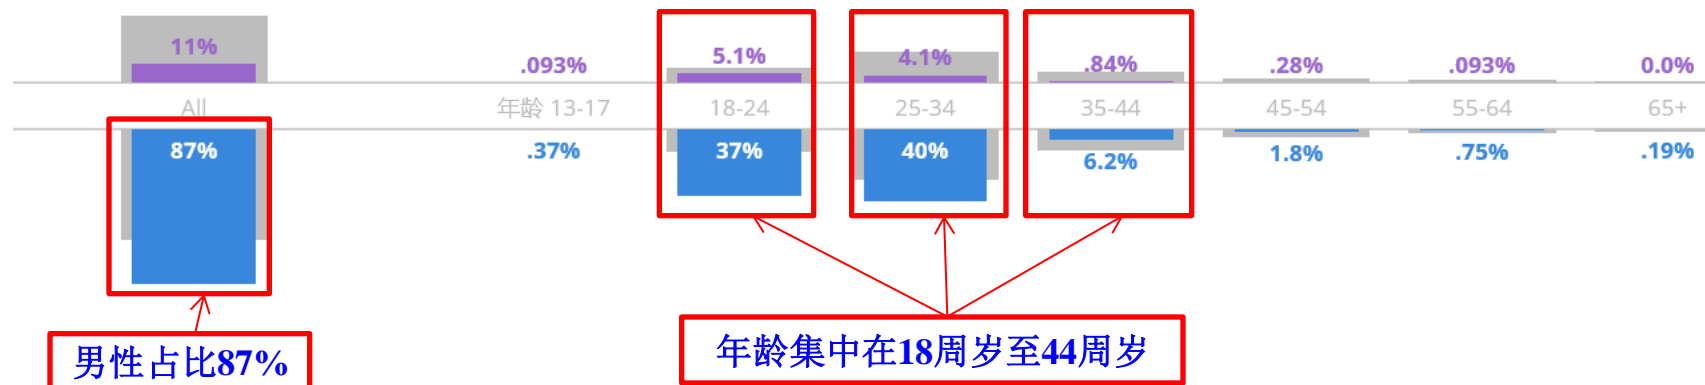 11% .093% 5.1% 4.1% .84% .28% .093% 0.0%
All 年龄 13-17 18-24 25-34 35-44 45-54 55-64 65+
87% .37% 37% 40% 6.2% 1.8% .75% .19%
男性占比87%
年龄集中在18周岁至44周岁